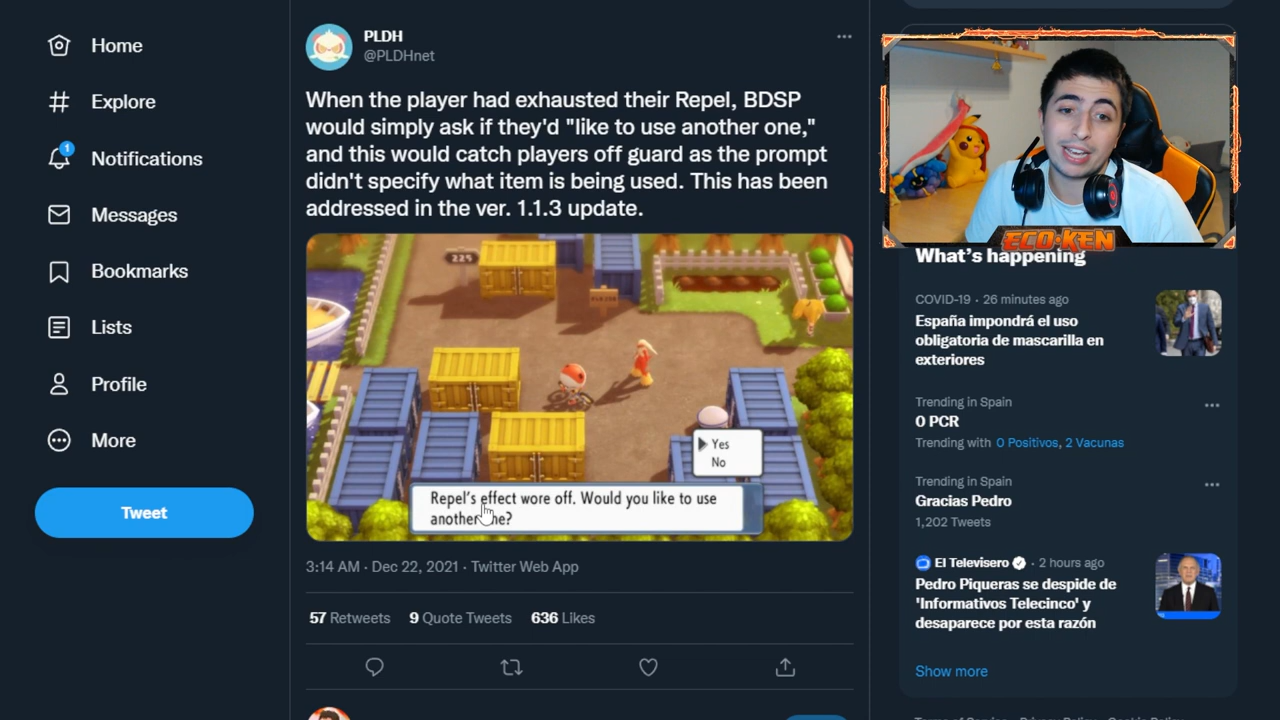 Home
Explore
1
Notifications
Messages
Bookmarks
Lists
Profile
More
Tweet
PLDH
@PLDHnet
When the player had exhausted their Repel, BDSP
would simply ask if they'd "like to use another one,"
and this would catch players off guard as the prompt
didn't specify what item is being used. This has been
addressed in the ver. 1.1.3 update.
225
Yes
No
Repel's effect wore off. Would you like to use
another one?
3:14 AM · Dec 22, 2021 · Twitter Web App
57 Retweets 9 Quote Tweets 636 Likes
ECO-KEN
What's happening
COVID-19 · 26 minutes ago
España impondrá el uso
obligatoria de mascarilla en
exteriores
Trending in Spain
0 PCR
Trending with 0 Positivos, 2 Vacunas
Trending in Spain
Gracias Pedro
1,202 Tweets
El Televisero · 2 hours ago
Pedro Piqueras se despide de
'Informativos Telecinco' y
desaparece por esta razón
Show more